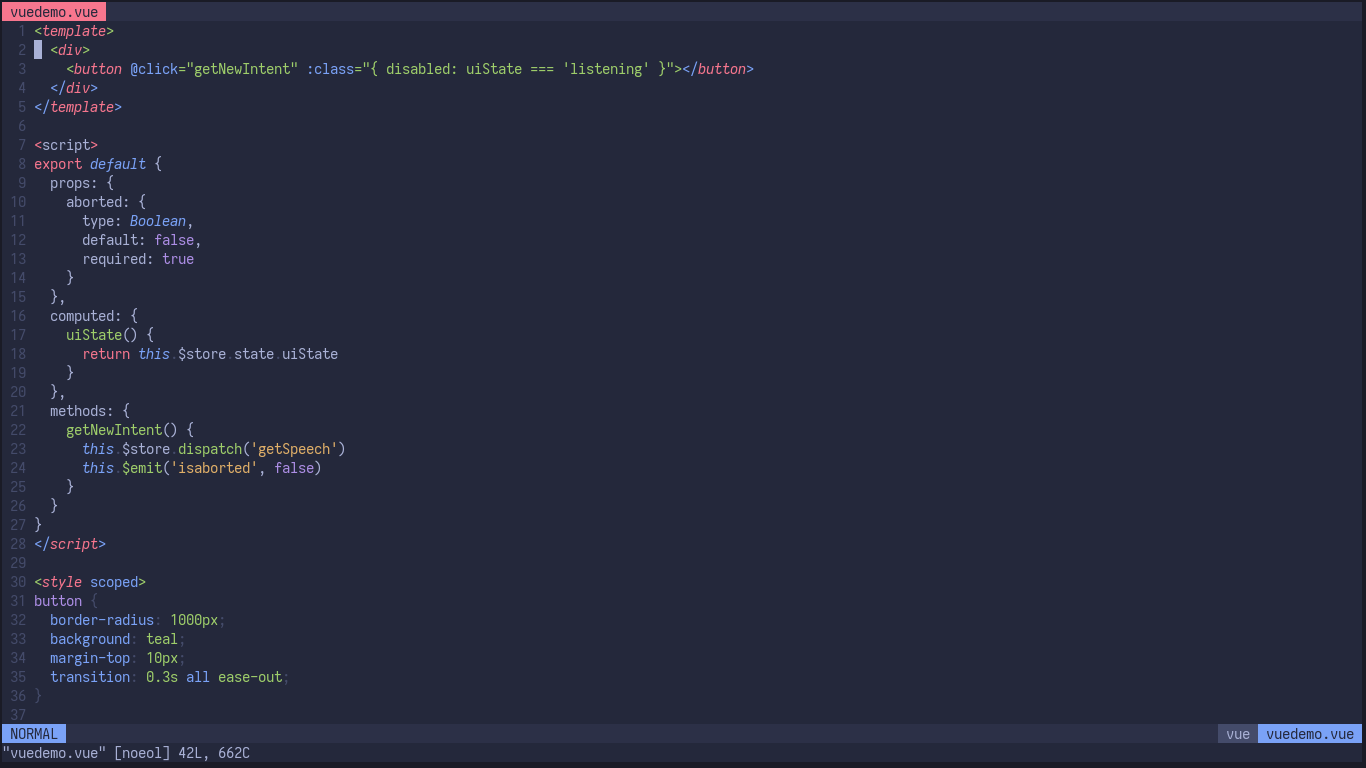 vuedemo.vue
1 <template>
2   <div>
3     <button @click="getNewIntent" :class="{ disabled: uiState === 'listening' }"></button>
4   </div>
5 </template>
6
7 <script>
8 export default {
9   props: {
10     aborted: {
11       type: Boolean,
12       default: false,
13       required: true
14     }
15   },
16   computed: {
17     uiState() {
18       return this.$store.state.uiState
19     }
20   },
21   methods: {
22     getNewIntent() {
23       this.$store.dispatch('getSpeech')
24       this.$emit('isaborted', false)
25     }
26   }
27 }
28 </script>
29
30 <style scoped>
31 button {
32   border-radius: 1000px;
33   background: teal;
34   margin-top: 10px;
35   transition: 0.3s all ease-out;
36 }
37
NORMAL vue vuedemo.vue
"vuedemo.vue" [noeol] 42L, 662C